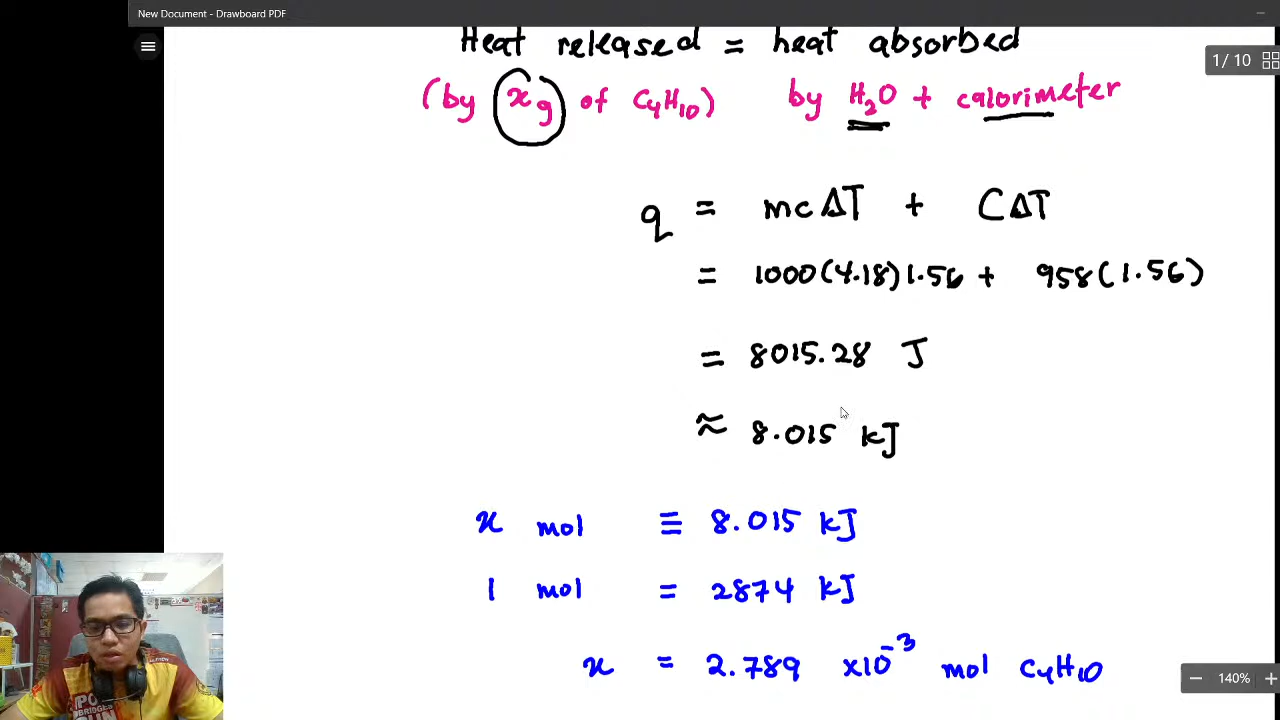 New Document - Drawboard PDF
1 / 10
Heat released = heat absorbed
(by x g of C4H10) by H2O + calorimeter
q = mcΔT + CΔT
= 1000(4.18)1.56 + 958(1.56)
= 8015.28 J
≈ 8.015 kJ
x mol ≡ 8.015 kJ
1 mol = 2874 kJ
x = 2.789 x10⁻³ mol C4H10
140%